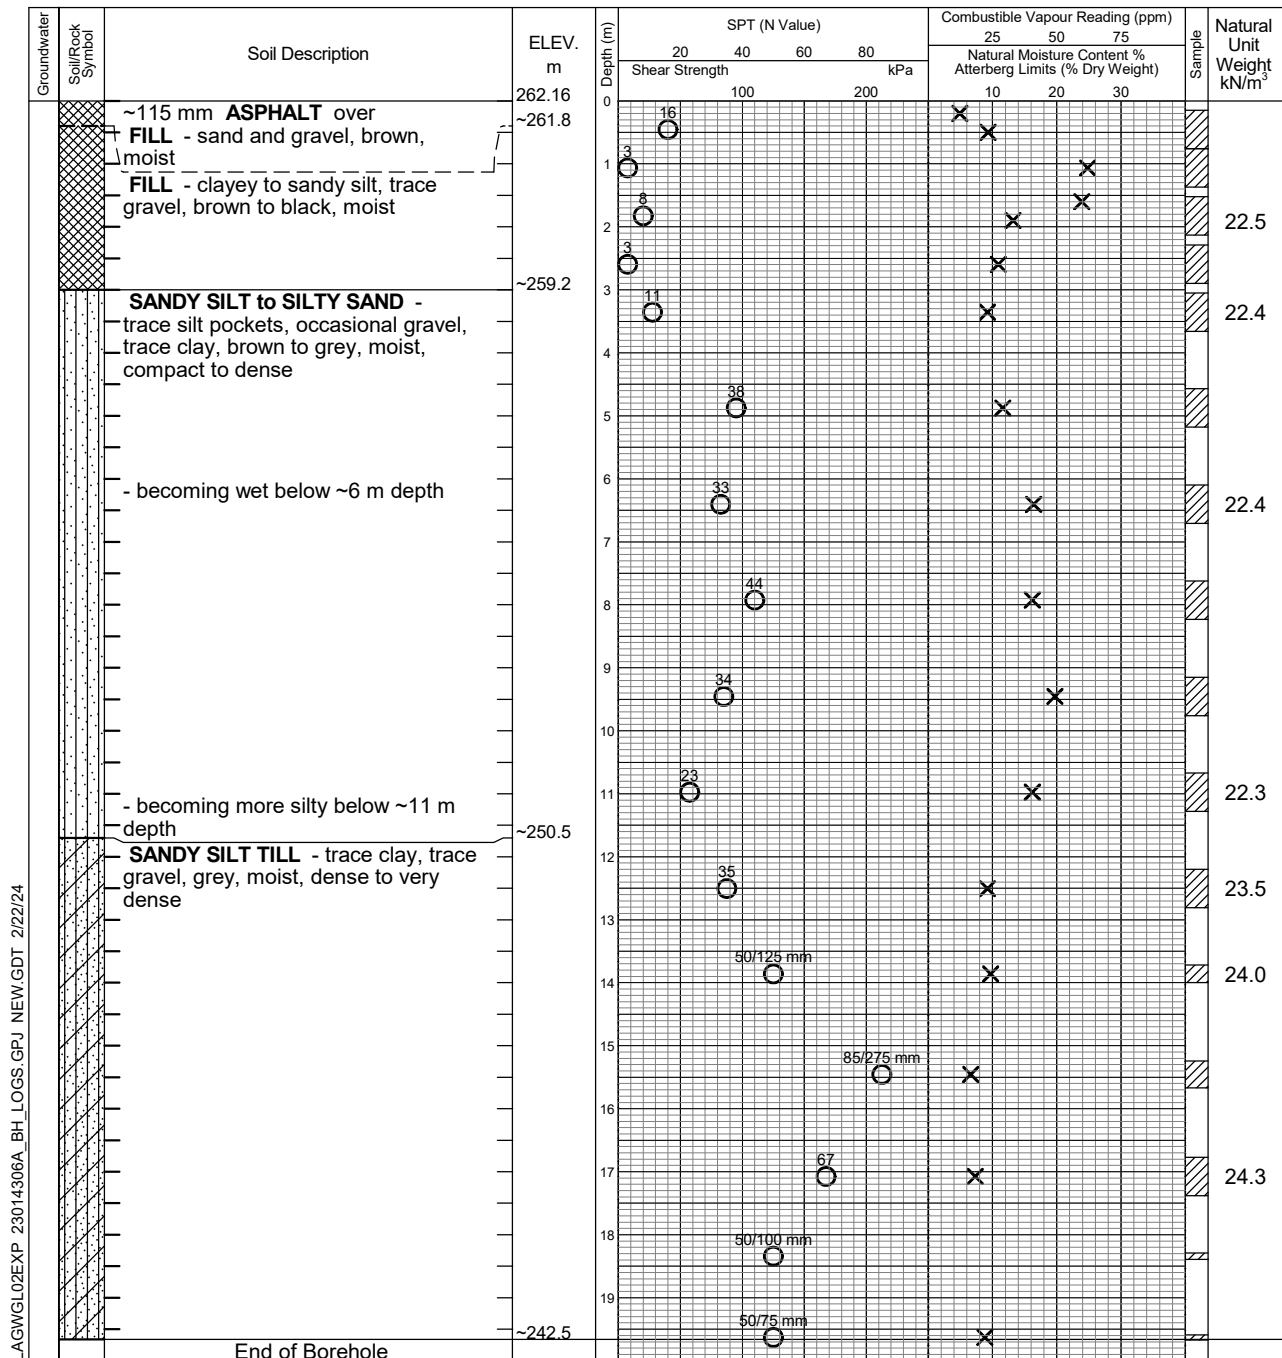 Groundwater
Soil/Rock
Symbol
Soil Description
ELEV.
m
Depth (m)
SPT (N Value)
20 40 60 80
Shear Strength kPa
100 200
Combustible Vapour Reading (ppm)
25 50 75
Natural Moisture Content %
Atterberg Limits (% Dry Weight)
10 20 30
Sample
Natural
Unit
Weight
kN/m3
262.16
0
~115 mm ASPHALT over
~261.8
16
FILL - sand and gravel, brown,
moist
3
1
FILL - clayey to sandy silt, trace
gravel, brown to black, moist
8
2
22.5
3
~259.2
3
SANDY SILT to SILTY SAND -
trace silt pockets, occasional gravel,
trace clay, brown to grey, moist,
compact to dense
11
22.4
4
38
5
6
- becoming wet below ~6 m depth
33
22.4
7
44
8
9
34
10
23
11
22.3
- becoming more silty below ~11 m
depth
~250.5
SANDY SILT TILL - trace clay, trace
gravel, grey, moist, dense to very
dense
12
35
23.5
13
50/125 mm
14
24.0
15
85/275 mm
16
67
17
24.3
18
50/100 mm
19
50/75 mm
~242.5
End of Borehole
_AGWGL02EXP 23014306A_BH_LOGS.GPJ NEW.GDT 2/22/24